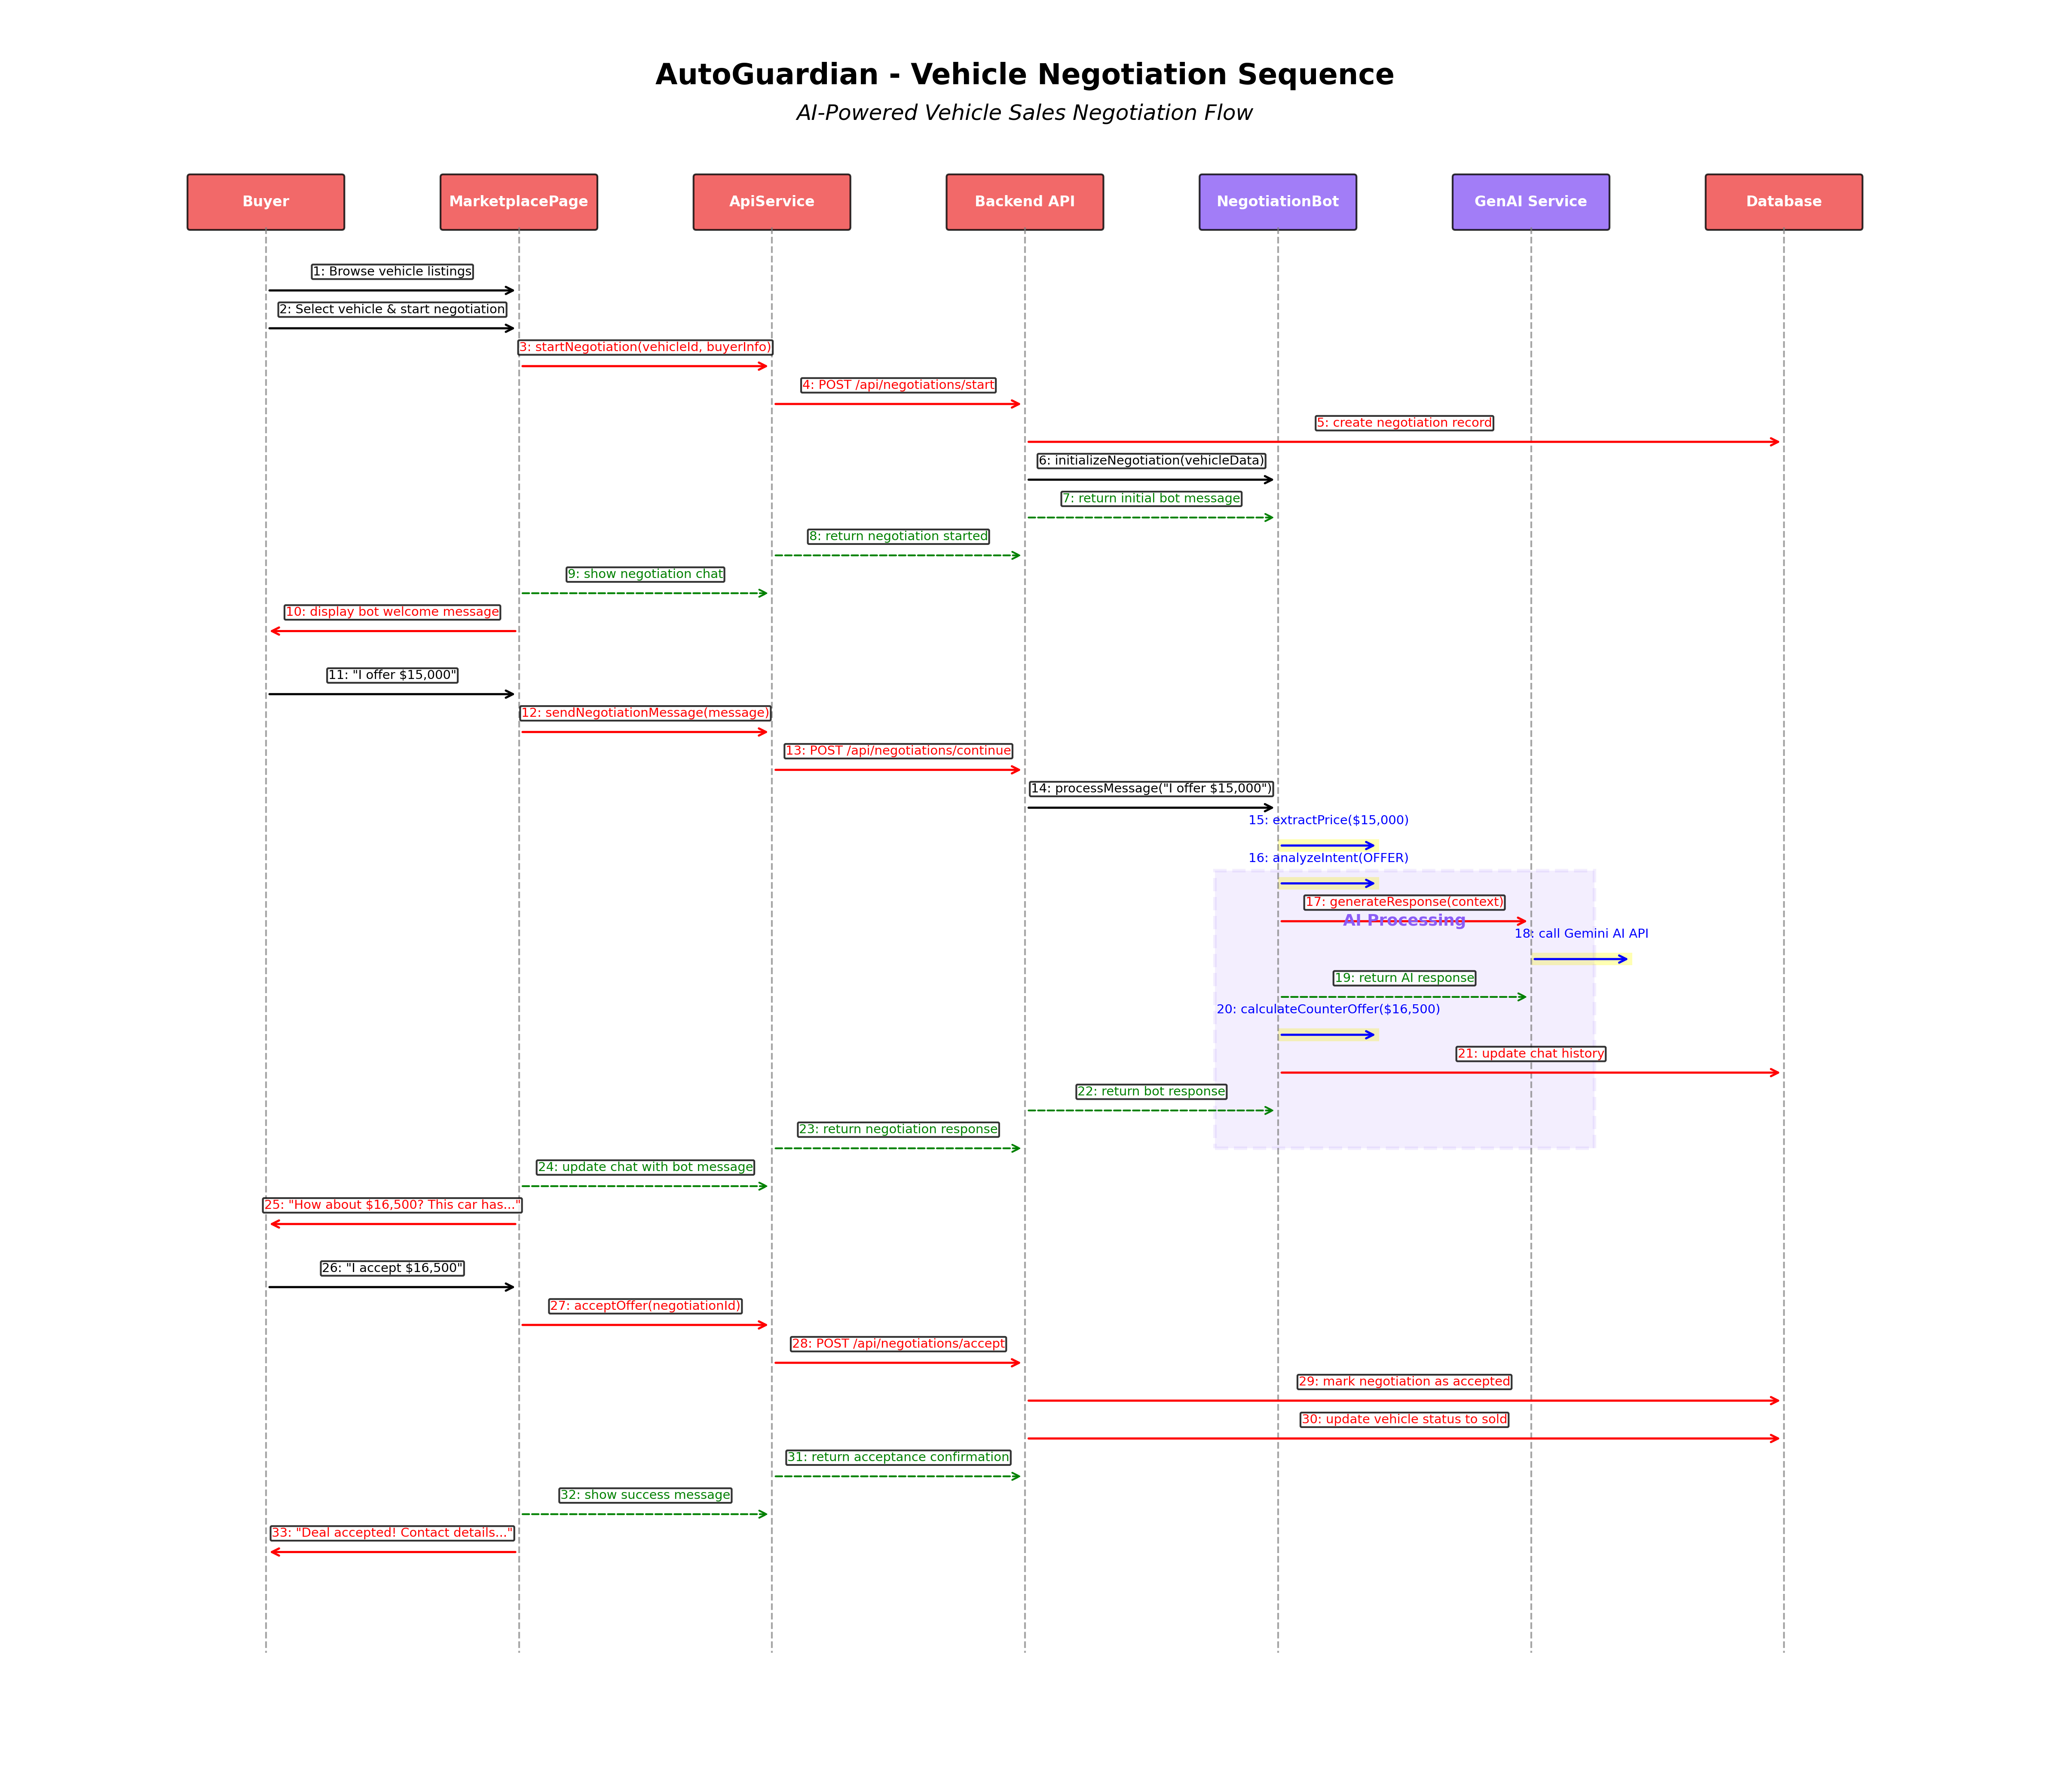 AutoGuardian - Vehicle Negotiation Sequence
AI-Powered Vehicle Sales Negotiation Flow
Buyer
MarketplacePage
ApiService
Backend API
NegotiationBot
GenAI Service
Database
1: Browse vehicle listings
2: Select vehicle & start negotiation
3: startNegotiation(vehicleId, buyerInfo)
4: POST /api/negotiations/start
5: create negotiation record
6: initializeNegotiation(vehicleData)
7: return initial bot message
8: return negotiation started
9: show negotiation chat
10: display bot welcome message
11: "I offer $15,000"
12: sendNegotiationMessage(message)
13: POST /api/negotiations/continue
14: processMessage("I offer $15,000")
15: extractPrice($15,000)
16: analyzeIntent(OFFER)
17: generateResponse(context)
AI Processing
18: call Gemini AI API
19: return AI response
20: calculateCounterOffer($16,500)
21: update chat history
22: return bot response
23: return negotiation response
24: update chat with bot message
25: "How about $16,500? This car has..."
26: "I accept $16,500"
27: acceptOffer(negotiationId)
28: POST /api/negotiations/accept
29: mark negotiation as accepted
30: update vehicle status to sold
31: return acceptance confirmation
32: show success message
33: "Deal accepted! Contact details..."